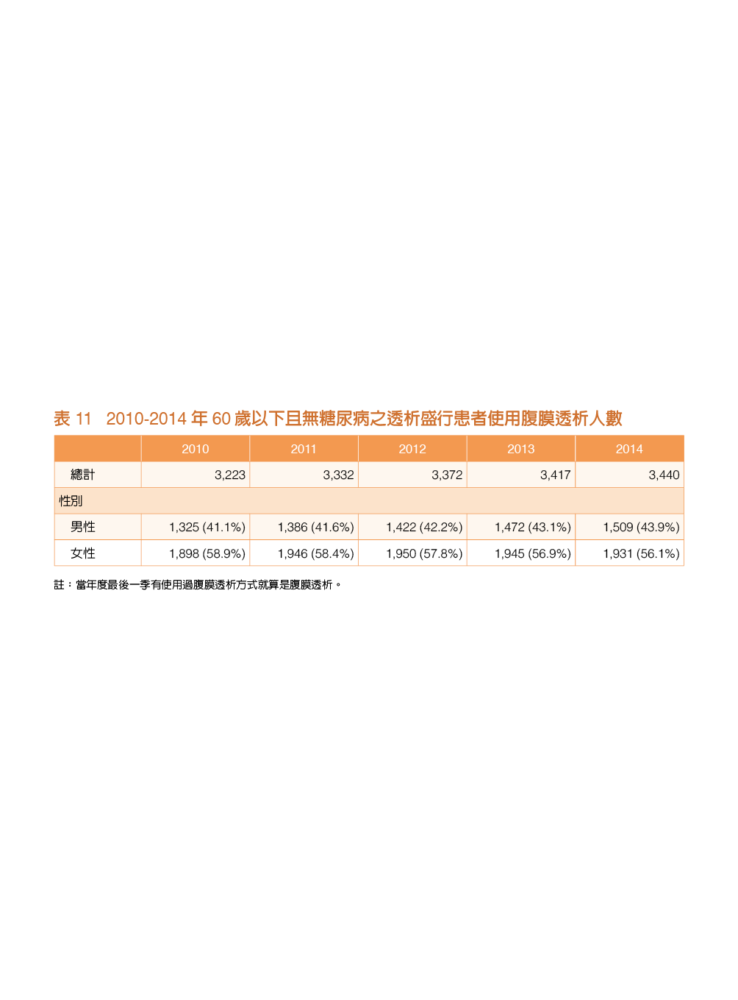 表 11 2010-2014 年 60 歲以下且無糖尿病之透析盛行患者使用腹膜透析人數
2010 2011 2012 2013 2014
總計 3,223 3,332 3,372 3,417 3,440
性別
男性 1,325 (41.1%) 1,386 (41.6%) 1,422 (42.2%) 1,472 (43.1%) 1,509 (43.9%)
女性 1,898 (58.9%) 1,946 (58.4%) 1,950 (57.8%) 1,945 (56.9%) 1,931 (56.1%)
註：當年度最後一季有使用過腹膜透析方式就算是腹膜透析。